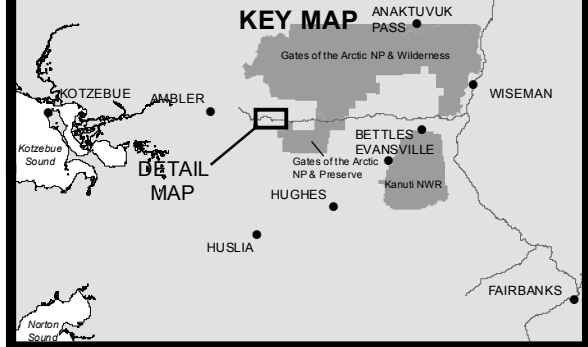 KEY MAP
ANAKTUVUK
PASS
Gates of the Arctic NP & Wilderness
KOTZEBUE
AMBLER
WISEMAN
Kotzebue
Sound
BETTLES
EVANSVILLE
DETAIL
MAP
Gates of the Arctic
NP & Preserve
Kanuti NWR
HUGHES
HUSLIA
FAIRBANKS
Norton
Sound